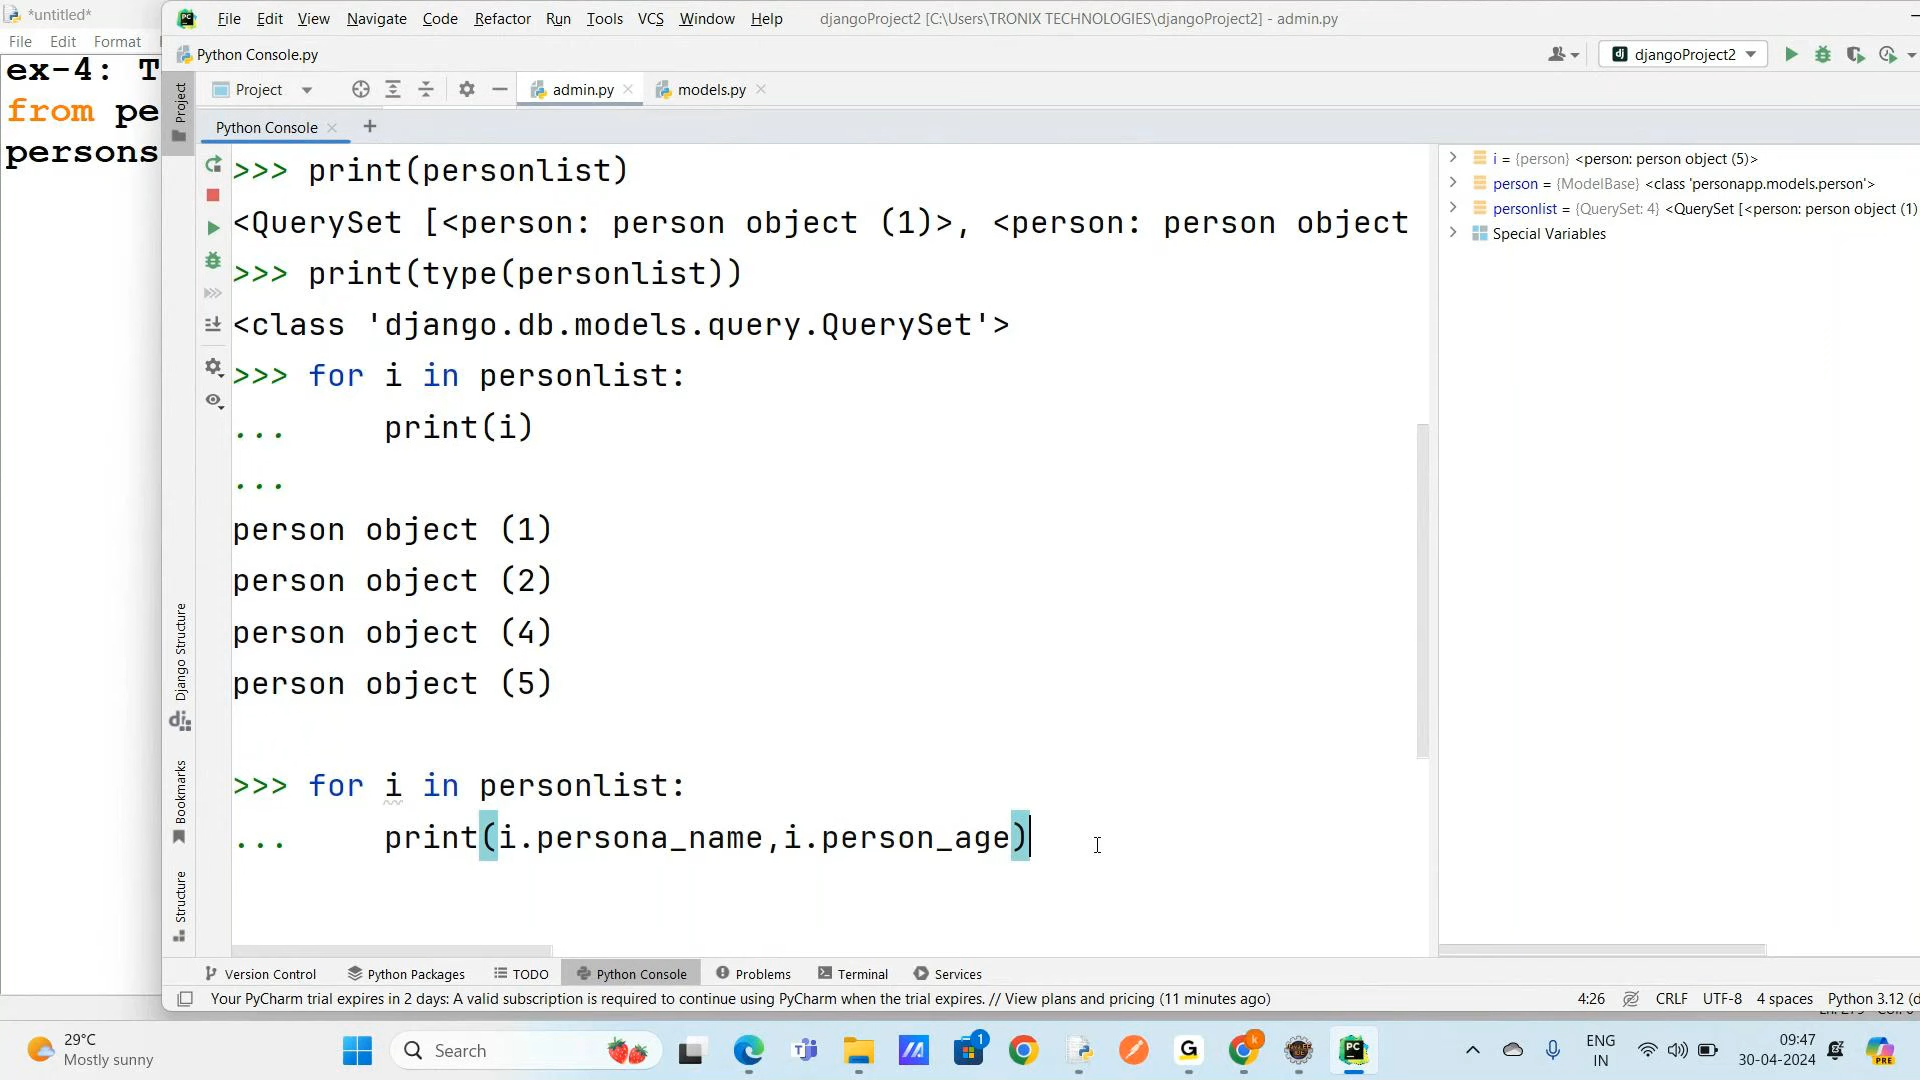 *untitled*
File Edit Format
ex-4: T
from pe
persons
File Edit View Navigate Code Refactor Run Tools VCS Window Help djangoProject2 [C:\Users\TRONIX TECHNOLOGIES\djangoProject2] - admin.py
Python Console.py
djangoProject2
Project
admin.py
models.py
Project
Python Console
>>> print(personlist)
<QuerySet [<person: person object (1)>, <person: person object
>>> print(type(personlist))
<class 'django.db.models.query.QuerySet'>
>>> for i in personlist:
... print(i)
...
person object (1)
person object (2)
person object (4)
person object (5)
>>> for i in personlist:
... print(i.persona_name,i.person_age)
i = {person} <person: person object (5)>
person = {ModelBase} <class 'personapp.models.person'>
personlist = {QuerySet: 4} <QuerySet [<person: person object (1)
Special Variables
Django Structure
Bookmarks
Structure
Version Control Python Packages TODO Python Console Problems Terminal Services
Your PyCharm trial expires in 2 days: A valid subscription is required to continue using PyCharm when the trial expires. // View plans and pricing (11 minutes ago)
4:26 CRLF UTF-8 4 spaces Python 3.12 (d
29°C
Mostly sunny
Search
1
ENG
IN
09:47
30-04-2024